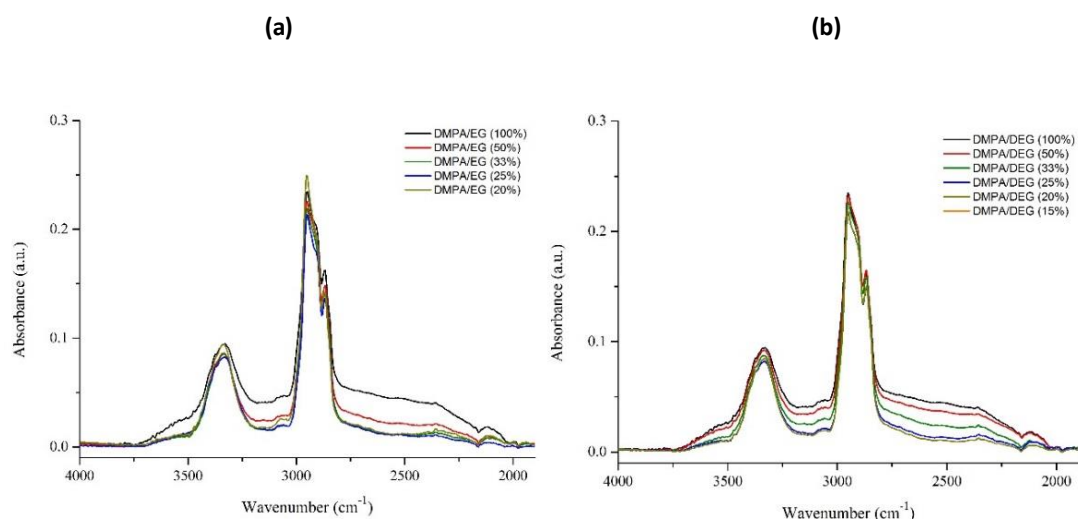 (a)
(b)
0.3
DMPA/EG (100%)
DMPA/EG (50%)
DMPA/EG (33%)
DMPA/EG (25%)
DMPA/EG (20%)
0.2
0.1
0.0
Absorbance (a.u.)
4000 3500 3000 2500 2000
Wavenumber (cm⁻¹)
0.3
DMPA/DEG (100%)
DMPA/DEG (50%)
DMPA/DEG (33%)
DMPA/DEG (25%)
DMPA/DEG (20%)
DMPA/DEG (15%)
0.2
0.1
0.0
Absorbance (a.u.)
4000 3500 3000 2500 2000
Wavenumber (cm⁻¹)